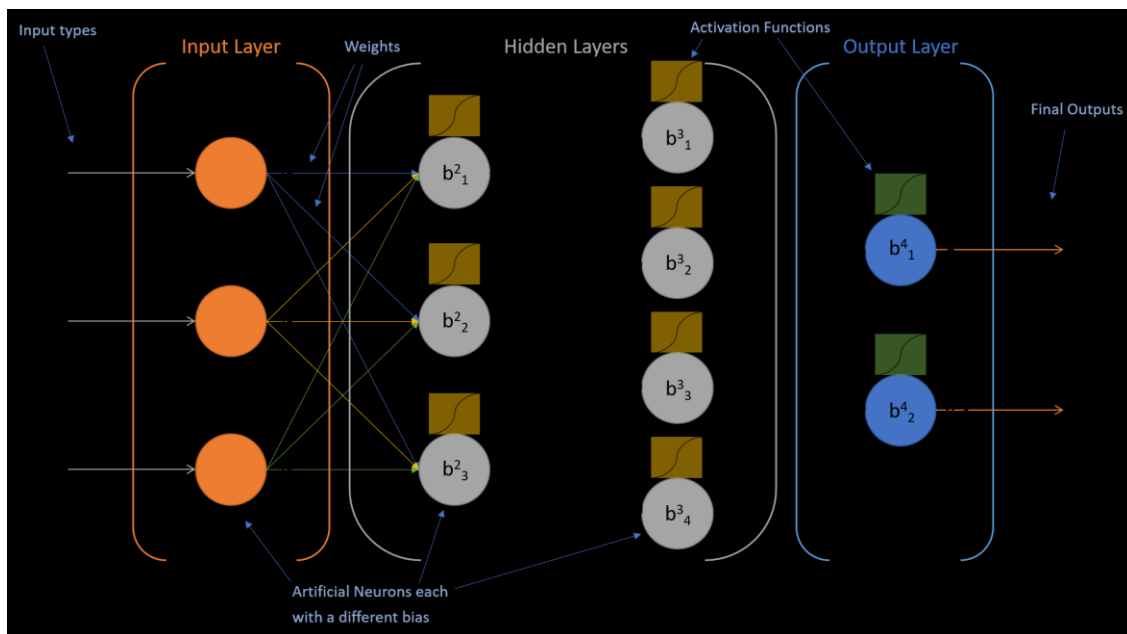 Input types
Input Layer
Weights
Hidden Layers
Activation Functions
Output Layer
Final Outputs
b²₁
b²₂
b²₃
b³₁
b³₂
b³₃
b³₄
b⁴₁
b⁴₂
Artificial Neurons each
with a different bias